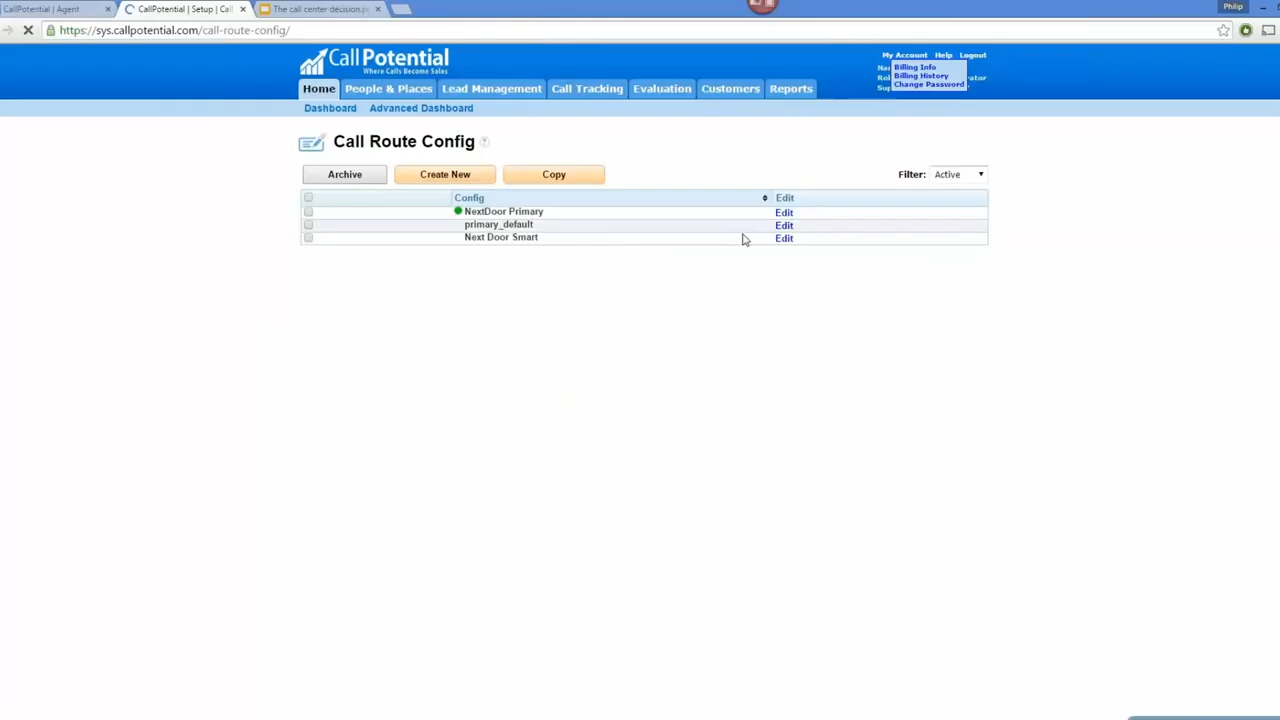 CallPotential | Agent
CallPotential | Setup | Cal
The call center decision.p
Philip
https://sys.callpotential.com/call-route-config/
CallPotential
Where Calls Become Sales
My Account Help Logout
Billing Info
Billing History
Change Password
Home People & Places Lead Management Call Tracking Evaluation Customers Reports
Dashboard Advanced Dashboard
Call Route Config ?
Archive Create New Copy Filter: Active
Config Edit
NextDoor Primary Edit
primary_default Edit
Next Door Smart Edit